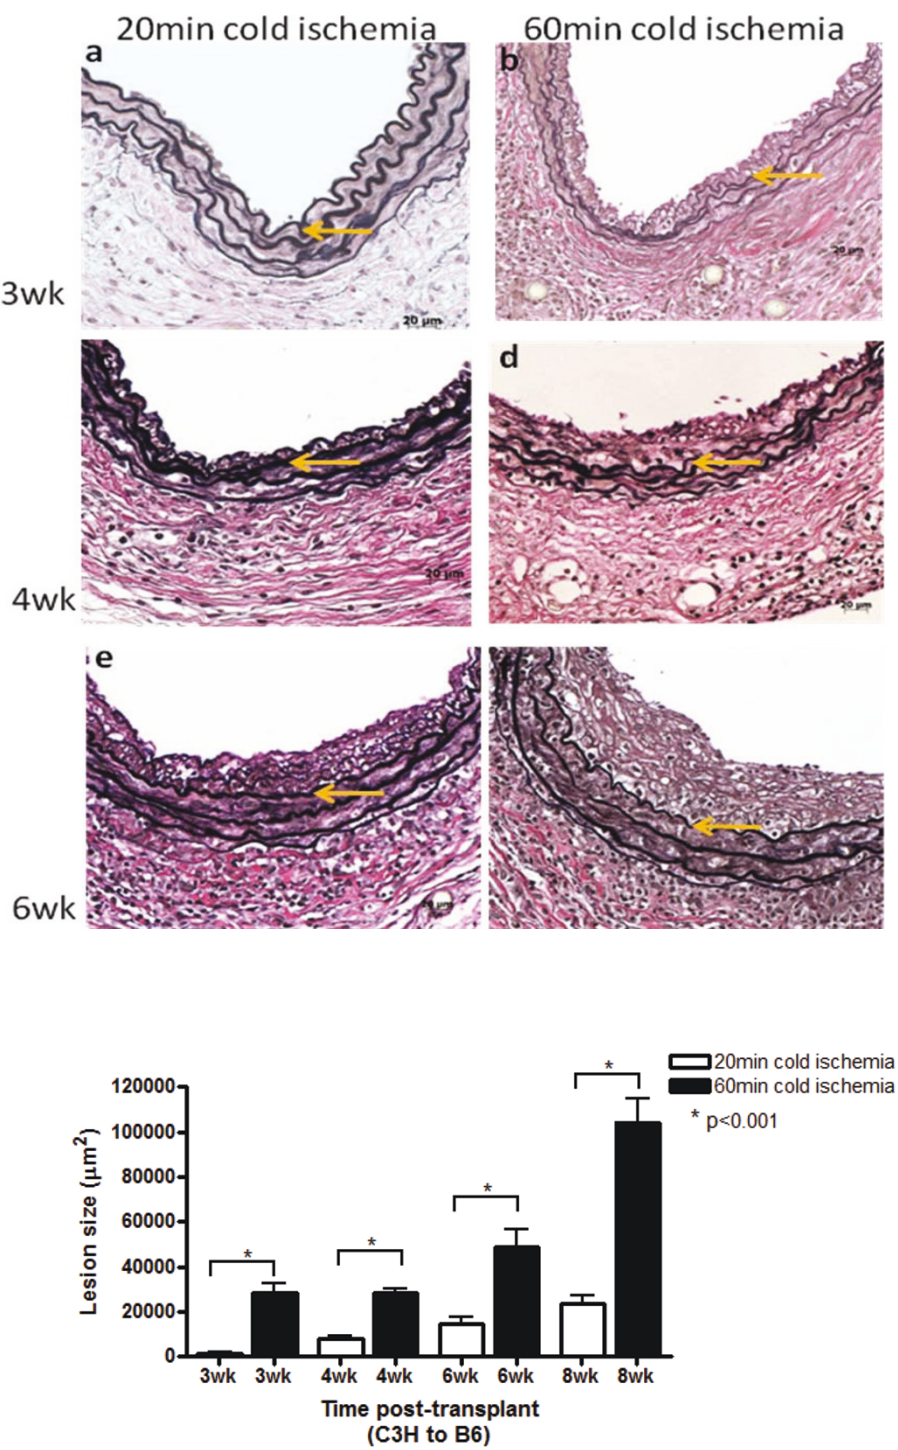 20min cold ischemia 60min cold ischemia
a b
20 µm
3wk
20 µm
d
20 µm
4wk
20 µm
e
6wk
20min cold ischemia
60min cold ischemia
* p<0.001
Lesion size (µm²)
120000
100000
80000
60000
40000
20000
0
* * * *
3wk 3wk 4wk 4wk 6wk 6wk 8wk 8wk
Time post-transplant
(C3H to B6)